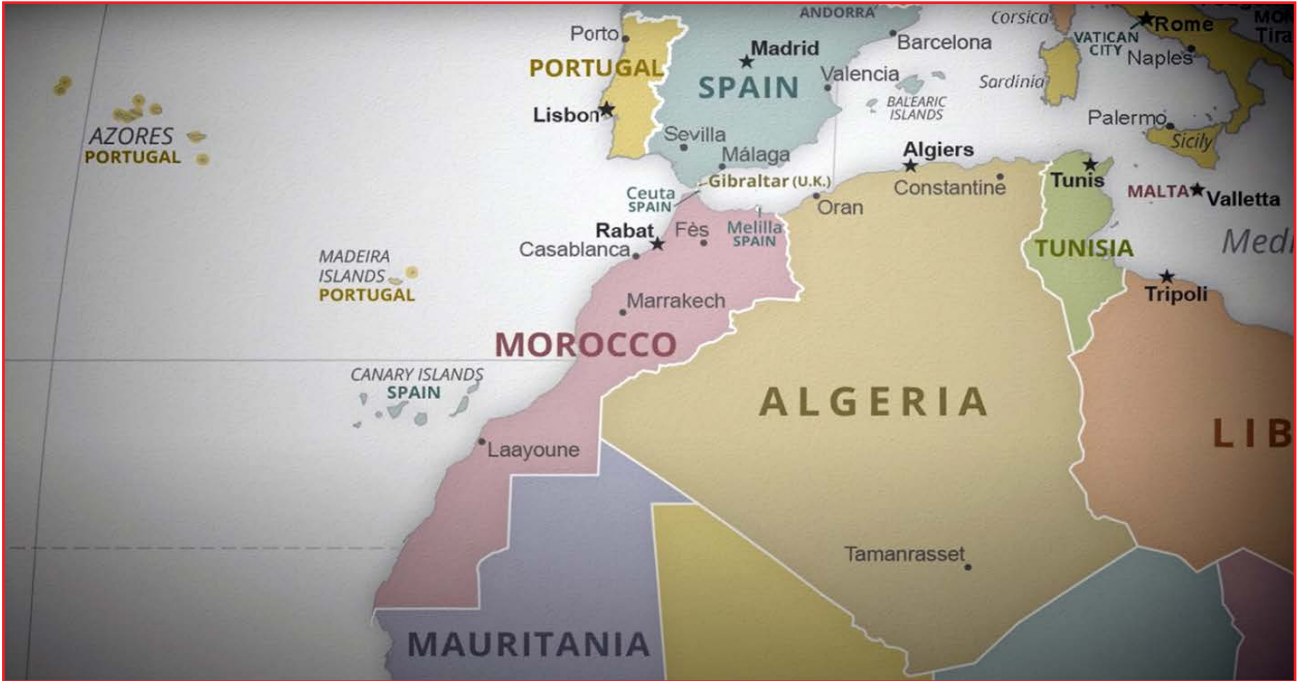 ANDORRA
Corsica
Rome
Porto
Madrid
Barcelona
VATICAN
CITY
Naples
PORTUGAL
SPAIN
Valencia
Sardinia
BALEARIC
ISLANDS
Lisbon
Palermo
Sicily
AZORES
PORTUGAL
Sevilla
Málaga
Algiers
Gibraltar (U.K.)
Constantine
Tunis
MALTA
Valletta
Ceuta
SPAIN
Oran
Rabat
Fès
Melilla
SPAIN
Casablanca
TUNISIA
Medi
MADEIRA
ISLANDS
PORTUGAL
Marrakech
Tripoli
MOROCCO
CANARY ISLANDS
SPAIN
ALGERIA
LIB
Laayoune
Tamanrasset
MAURITANIA